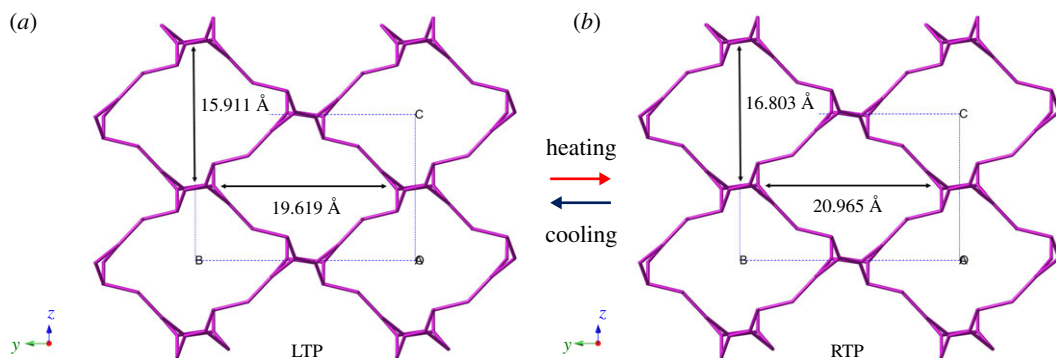 (a)
(b)
15.911 Å
C
16.803 Å
C
heating
19.619 Å
20.965 Å
cooling
B
B
z
y
LTP
z
y
RTP